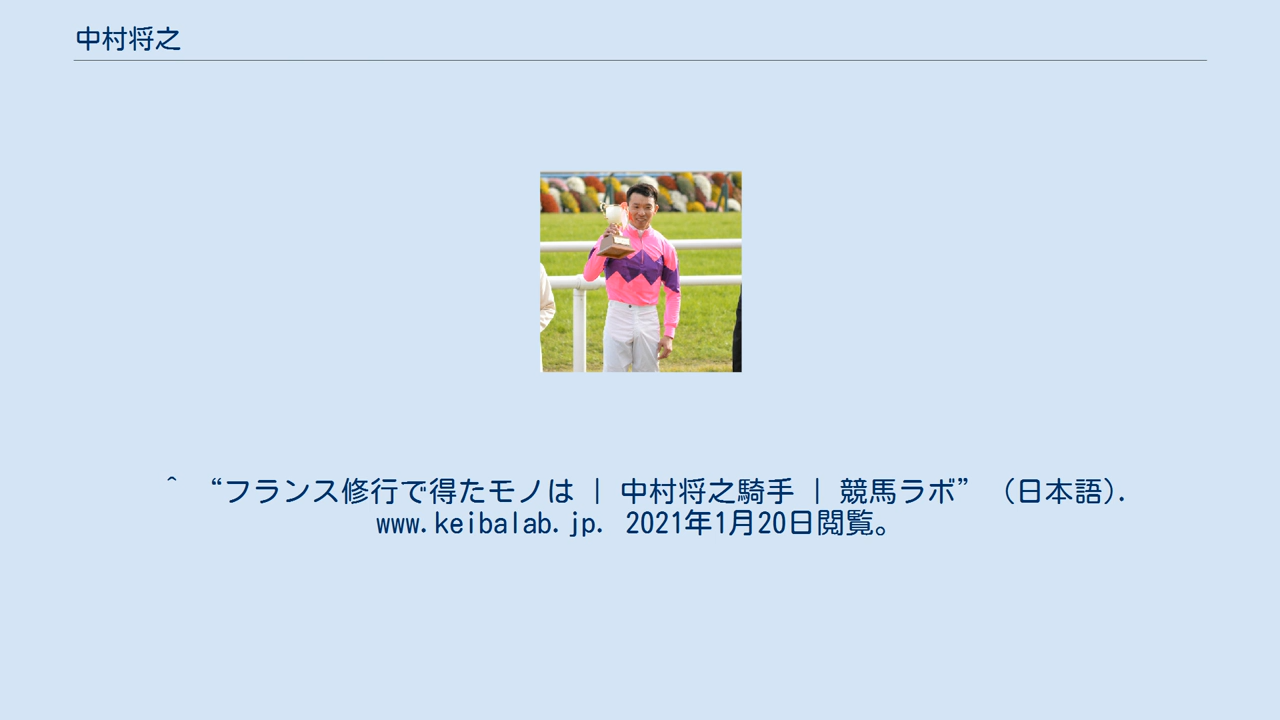 中村将之
^ “フランス修行で得たモノは | 中村将之騎手 | 競馬ラボ” (日本語).
www.keibalab.jp. 2021年1月20日閲覧。